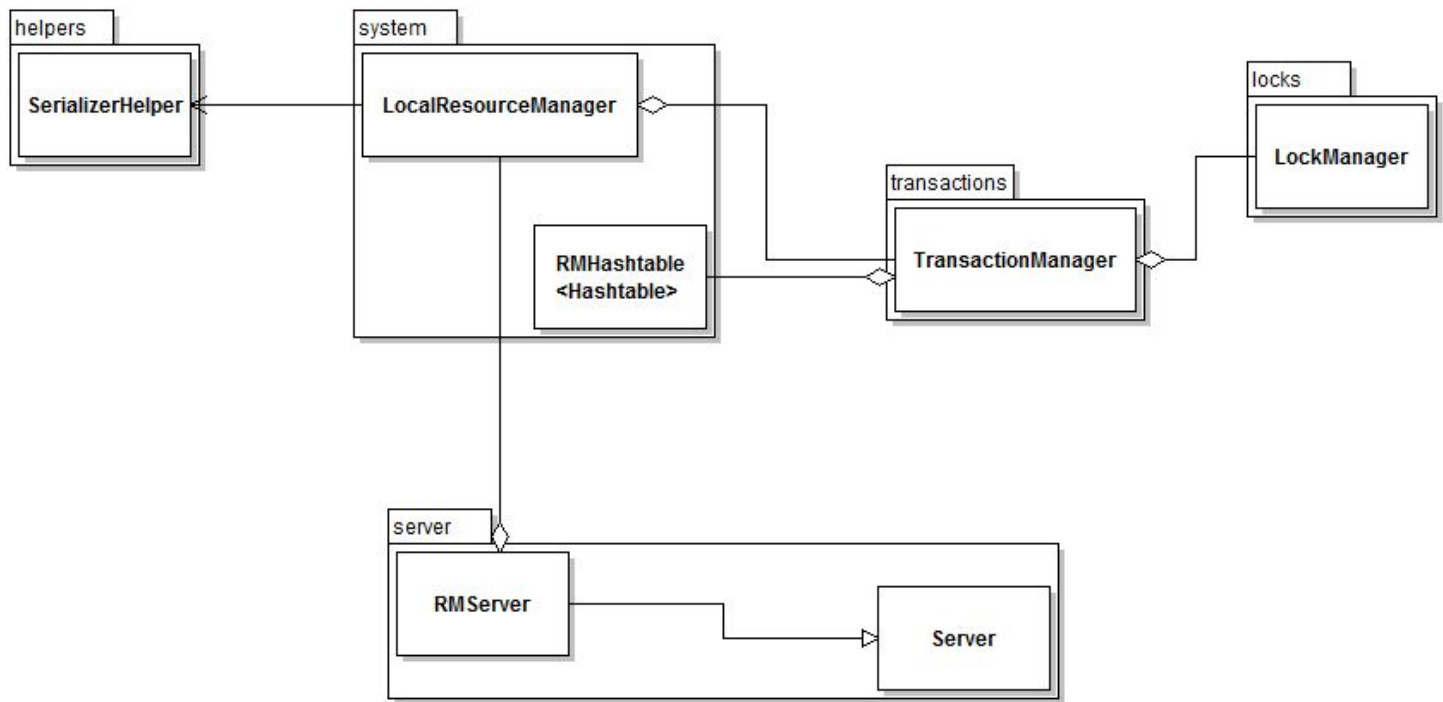 helpers
SerializerHelper
system
LocalResourceManager
RMHashtable
<Hashtable>
transactions
TransactionManager
locks
LockManager
server
RMServer
Server